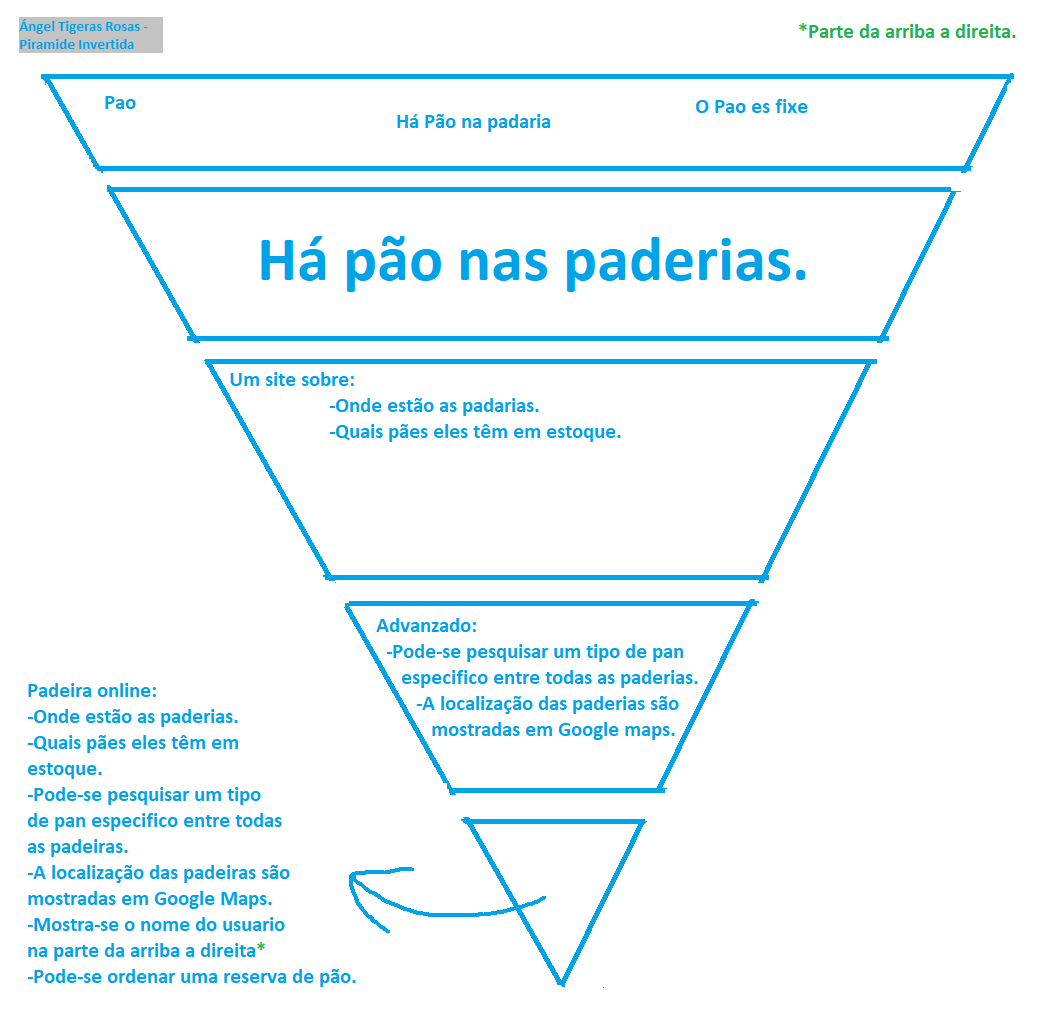 Ángel Tigeras Rosas -
Piramide Invertida
*Parte da arriba a direita.
Pao
Há Pão na padaria
O Pao es fixe
Há pão nas paderias.
Um site sobre:
-Onde estão as padarias.
-Quais pães eles têm em estoque.
Advanzado:
-Pode-se pesquisar um tipo de pan
especifico entre todas as paderias.
-A localização das paderias são
mostradas em Google maps.
Padeira online:
-Onde estão as paderias.
-Quais pães eles têm em
estoque.
-Pode-se pesquisar um tipo
de pan especifico entre todas
as padeiras.
-A localização das padeiras são
mostradas em Google Maps.
-Mostra-se o nome do usuario
na parte da arriba a direita*
-Pode-se ordenar uma reserva de pão.